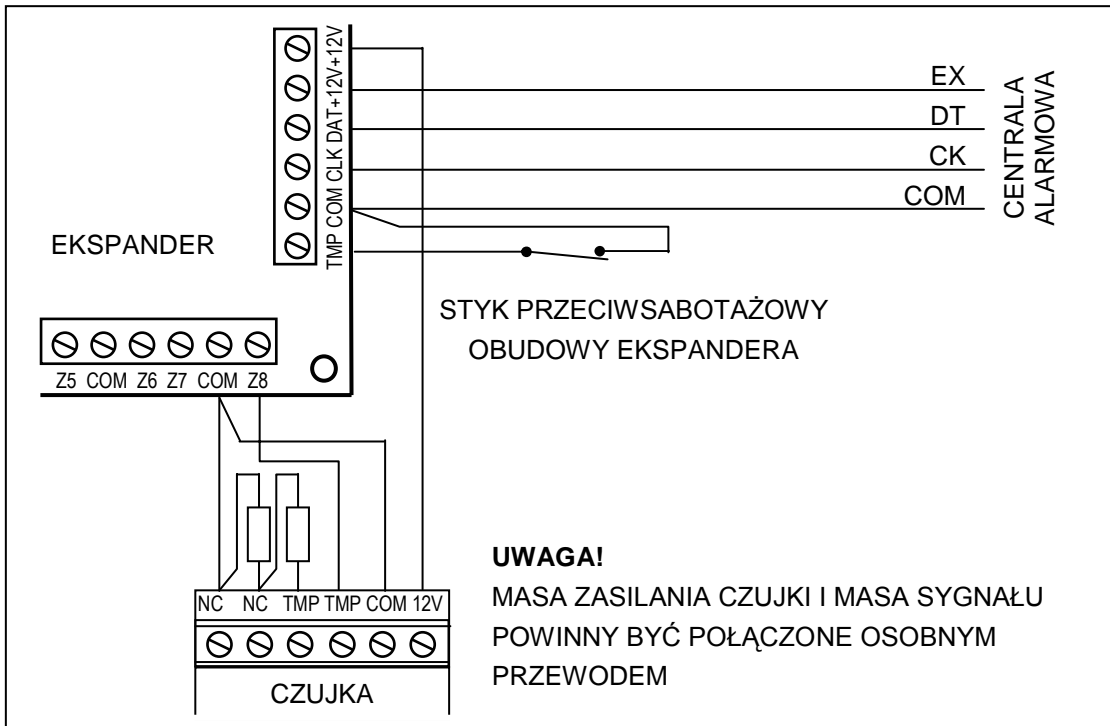 +12V
+12V
DAT
CLK
COM
TMP
EX
DT
CK
COM
CENTRALA
ALARMOWA
EKSPANDER
STYK PRZECIWSABOTAŻOWY
OBUDOWY EKSPANDERA
Z5 COM Z6 Z7 COM Z8
UWAGA!
MASA ZASILANIA CZUJKI I MASA SYGNAŁU
POWINNY BYĆ POŁĄCZONE OSOBNYM
PRZEWODEM
NC NC TMP TMP COM 12V
CZUJKA